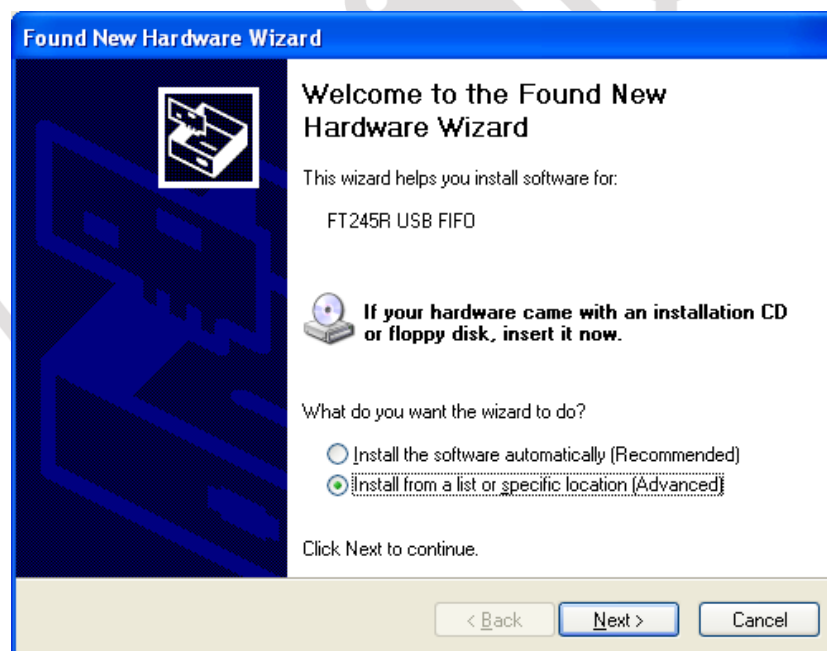 Found New Hardware Wizard
Welcome to the Found New
Hardware Wizard
This wizard helps you install software for:
FT245R USB FIFO
If your hardware came with an installation CD
or floppy disk, insert it now.
What do you want the wizard to do?
Install the software automatically (Recommended)
Install from a list or specific location (Advanced)
Click Next to continue.
< Back Next > Cancel